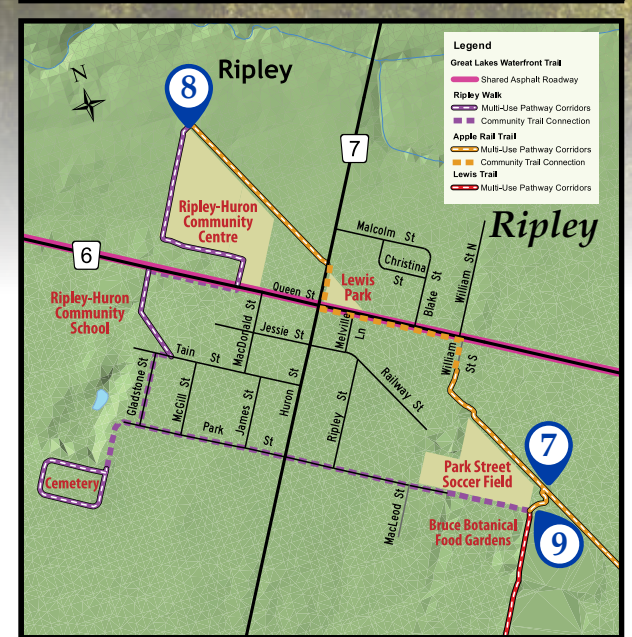 Legend
Great Lakes Waterfront Trail
Shared Asphalt Roadway
Ripley Walk
Multi-Use Pathway Corridors
Community Trail Connection
Apple Rail Trail
Multi-Use Pathway Corridors
Community Trail Connection
Lewis Trail
Multi-Use Pathway Corridors
N
Ripley
8
7
Ripley-Huron
Community
Centre
Ripley
Malcolm St
Christina
St
Blake St
William St N
6
Lewis
Park
Queen St
Ripley-Huron
Community
School
MacDonald St
Jessie St
Melville
Ln
William
St S
Tain St
Gladstone St
McGill St
James St
Huron St
Ripley St
Railway St
Park St
7
Park Street
Soccer Field
Cemetery
MacLeod St
Bruce Botanical
Food Gardens
9